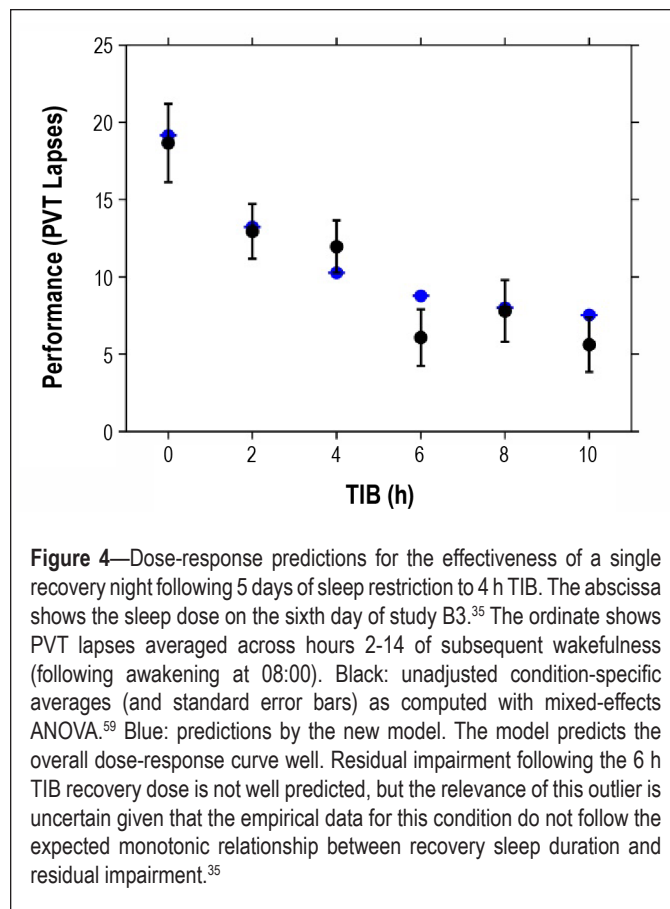 25
20
15
10
5
0
Performance (PVT Lapses)
0 2 4 6 8 10
TIB (h)
Figure 4—Dose-response predictions for the effectiveness of a single
recovery night following 5 days of sleep restriction to 4 h TIB. The abscissa
shows the sleep dose on the sixth day of study B3.35 The ordinate shows
PVT lapses averaged across hours 2-14 of subsequent wakefulness
(following awakening at 08:00). Black: unadjusted condition-specific
averages (and standard error bars) as computed with mixed-effects
ANOVA.59 Blue: predictions by the new model. The model predicts the
overall dose-response curve well. Residual impairment following the 6 h
TIB recovery dose is not well predicted, but the relevance of this outlier is
uncertain given that the empirical data for this condition do not follow the
expected monotonic relationship between recovery sleep duration and
residual impairment.35